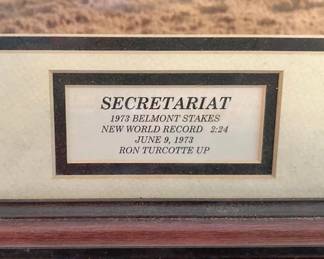 SECRETARIAT
1973 BELMONT STAKES
NEW WORLD RECORD 2:24
JUNE 9, 1973
RON TURCOTTE UP